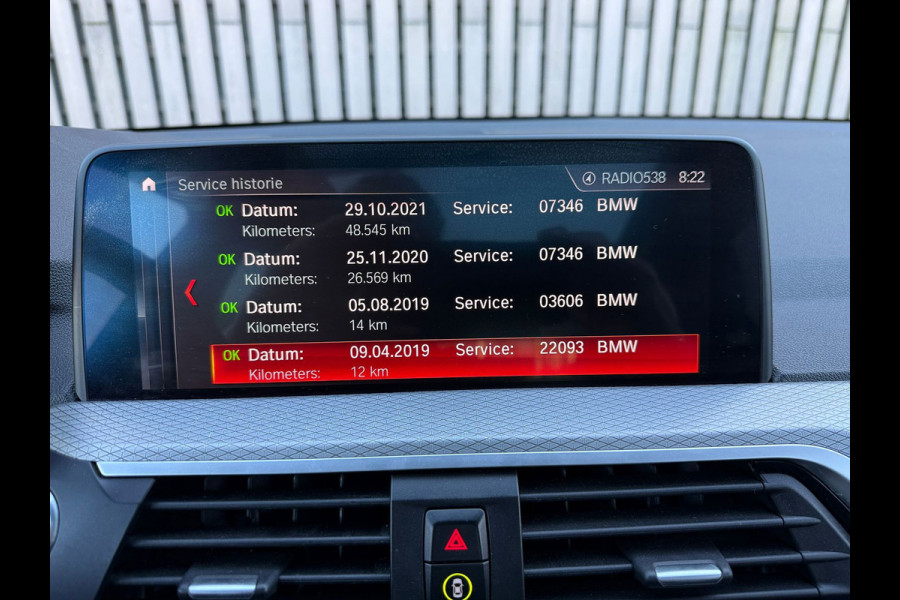 Service historie RADIO538 8:22
OK Datum: 29.10.2021 Service: 07346 BMW
Kilometers: 48.545 km
OK Datum: 25.11.2020 Service: 07346 BMW
Kilometers: 26.569 km
OK Datum: 05.08.2019 Service: 03606 BMW
Kilometers: 14 km
OK Datum: 09.04.2019 Service: 22093 BMW
Kilometers: 12 km